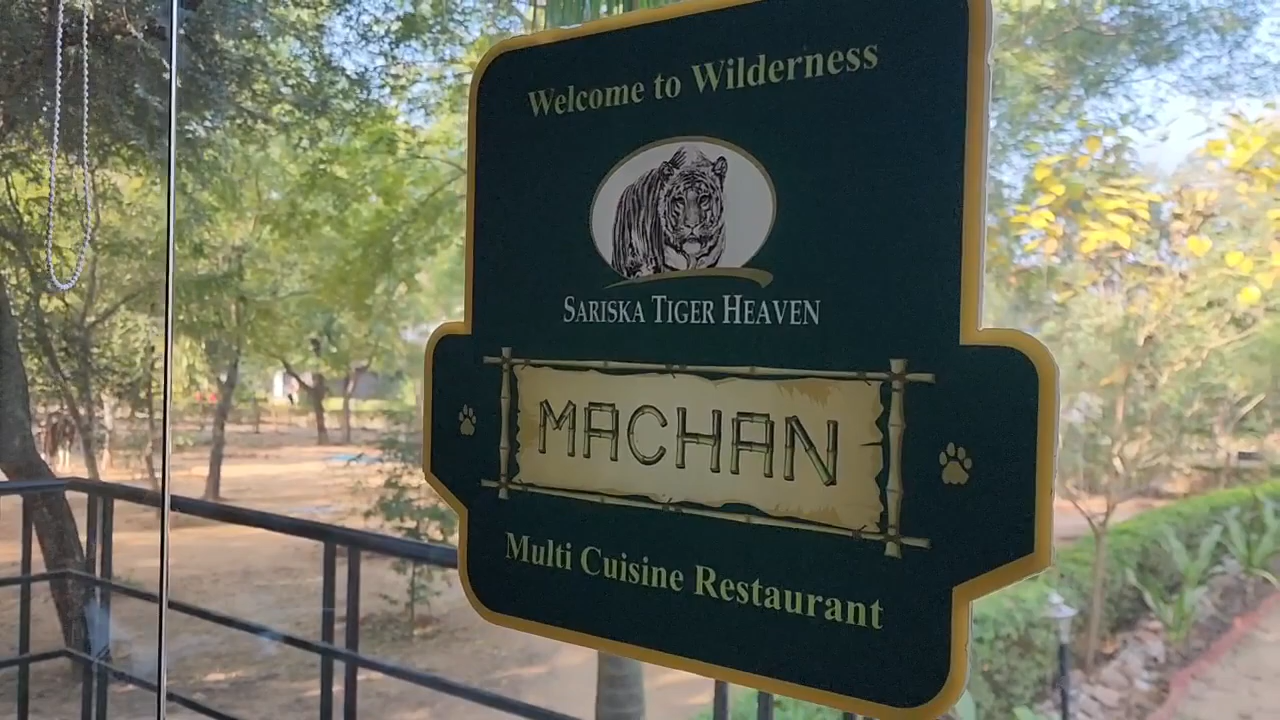 Welcome to Wilderness
SARISKA TIGER HEAVEN
MACHAN
Multi Cuisine Restaurant